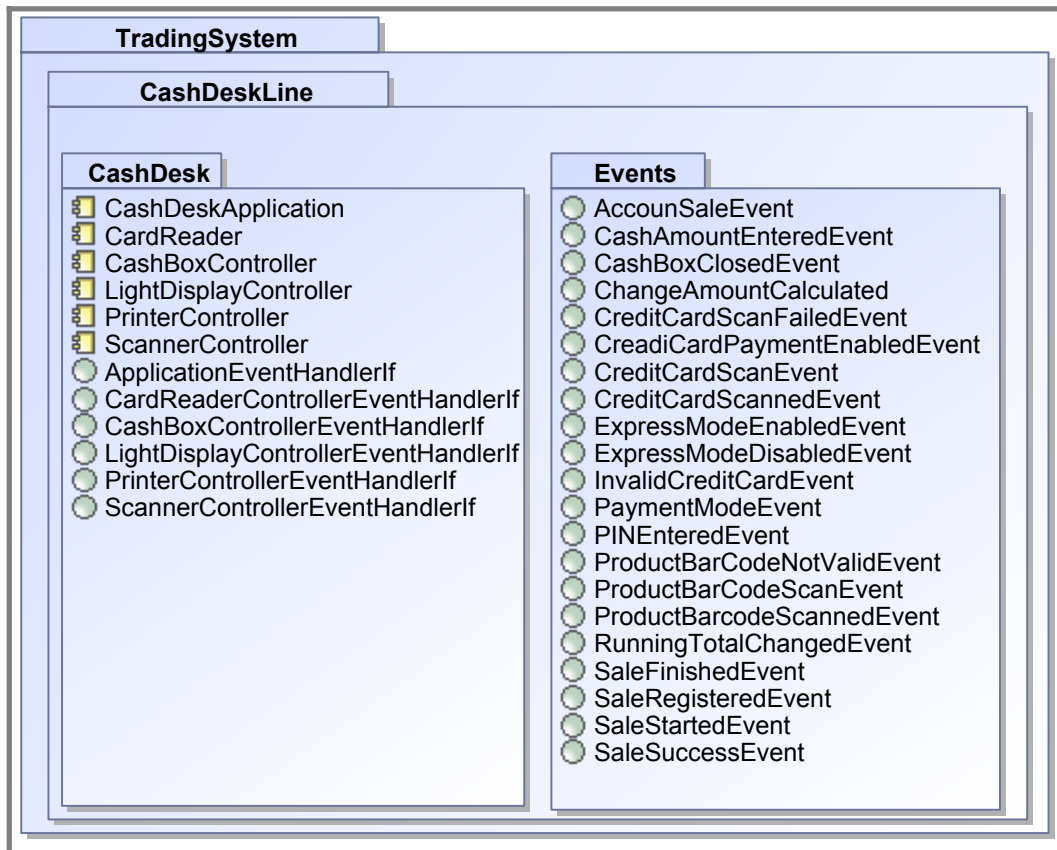 TradingSystem
CashDeskLine
CashDesk
CashDeskApplication
CardReader
CashBoxController
LightDisplayController
PrinterController
ScannerController
ApplicationEventHandlerIf
CardReaderControllerEventHandlerIf
CashBoxControllerEventHandlerIf
LightDisplayControllerEventHandlerIf
PrinterControllerEventHandlerIf
ScannerControllerEventHandlerIf
Events
AccounSaleEvent
CashAmountEnteredEvent
CashBoxClosedEvent
ChangeAmountCalculated
CreditCardScanFailedEvent
CreadiCardPaymentEnabledEvent
CreditCardScanEvent
CreditCardScannedEvent
ExpressModeEnabledEvent
ExpressModeDisabledEvent
InvalidCreditCardEvent
PaymentModeEvent
PINEnteredEvent
ProductBarCodeNotValidEvent
ProductBarCodeScanEvent
ProductBarcodeScannedEvent
RunningTotalChangedEvent
SaleFinishedEvent
SaleRegisteredEvent
SaleStartedEvent
SaleSuccessEvent